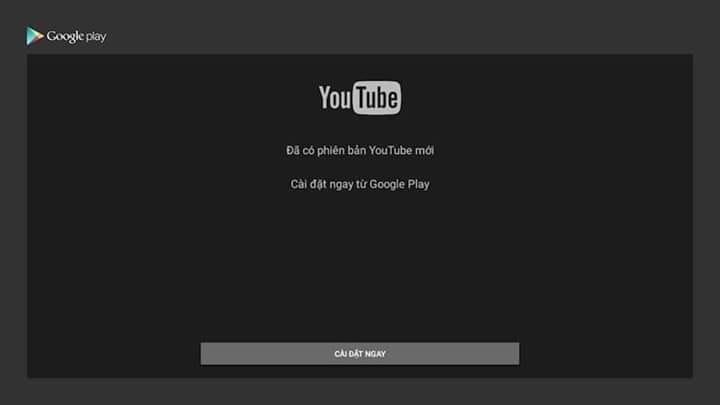 Google play
YouTube
Đã có phiên bản YouTube mới
Cài đặt ngay từ Google Play
CÀI ĐẶT NGAY